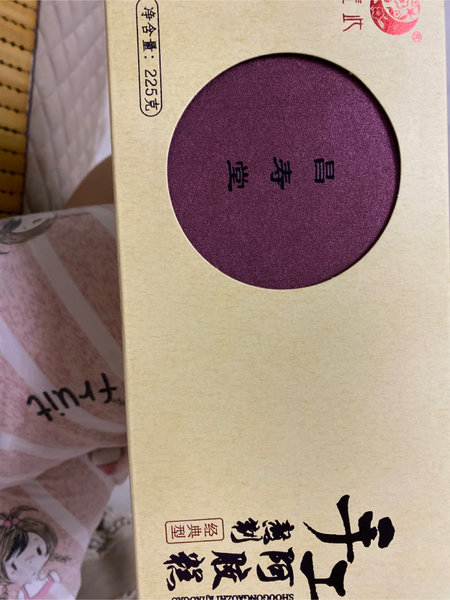 净含量：225克
昌寿堂
手工
熬制
阿胶糕
经典型
Fruit